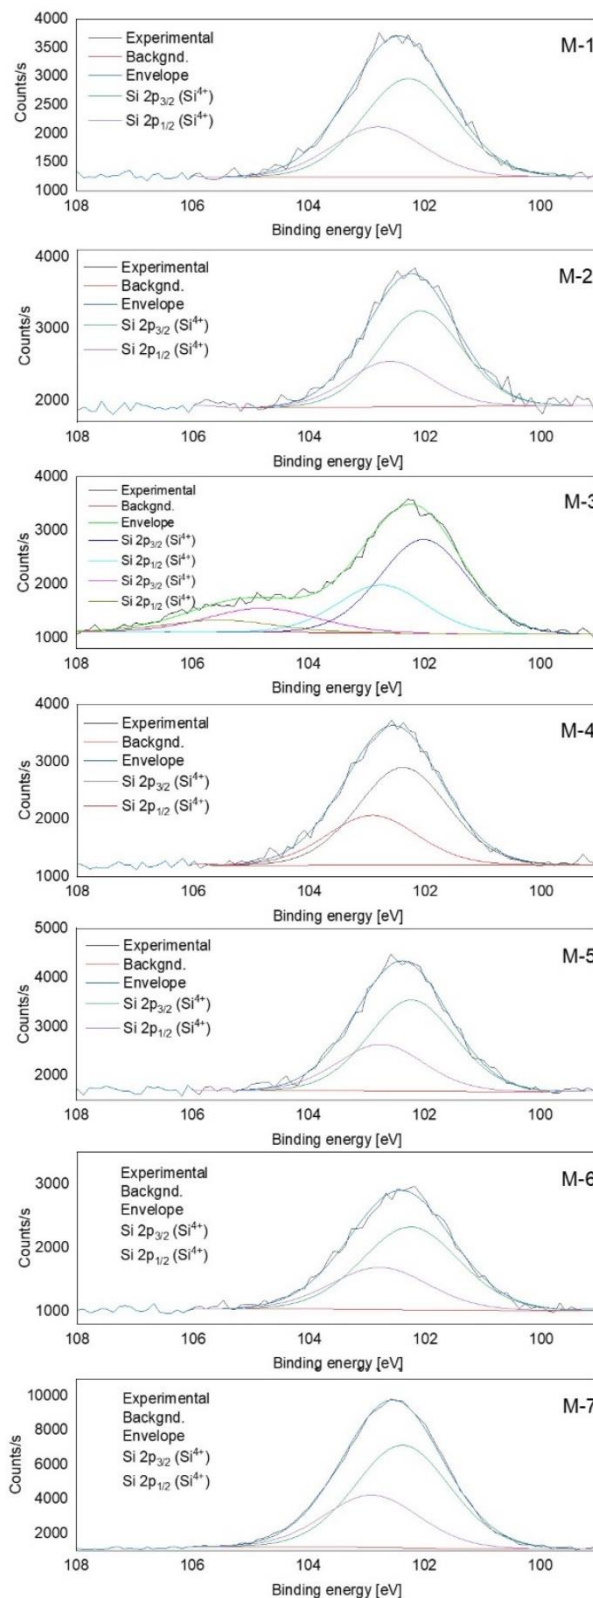 4000
3500
3000
2000
1500
1000
Counts/s
Experimental
Backgnd.
Envelope
Si 2p3/2 (Si4+)
Si 2p1/2 (Si4+)
M-1
108 106 104 102 100
Binding energy [eV]
4000
3000
2000
Counts/s
Experimental
Backgnd.
Envelope
Si 2p3/2 (Si4+)
Si 2p1/2 (Si4+)
M-2
108 106 104 102 100
Binding energy [eV]
4000
3000
2000
1000
Counts/s
Experimental
Backgnd.
Envelope
Si 2p3/2 (Si4+)
Si 2p1/2 (Si4+)
Si 2p3/2 (Si4+)
Si 2p1/2 (Si4+)
M-3
108 106 104 102 100
Binding energy [eV]
4000
3000
2000
1000
Counts/s
Experimental
Backgnd.
Envelope
Si 2p3/2 (Si4+)
Si 2p1/2 (Si4+)
M-4
108 106 104 102 100
Binding energy [eV]
5000
4000
3000
2000
Counts/s
Experimental
Backgnd.
Envelope
Si 2p3/2 (Si4+)
Si 2p1/2 (Si4+)
M-5
108 106 104 102 100
Binding energy [eV]
3000
2000
1000
Counts/s
Experimental
Backgnd.
Envelope
Si 2p3/2 (Si4+)
Si 2p1/2 (Si4+)
M-6
108 106 104 102 100
Binding energy [eV]
10000
8000
6000
4000
2000
Counts/s
Experimental
Backgnd.
Envelope
Si 2p3/2 (Si4+)
Si 2p1/2 (Si4+)
M-7
108 106 104 102 100
Binding energy [eV]